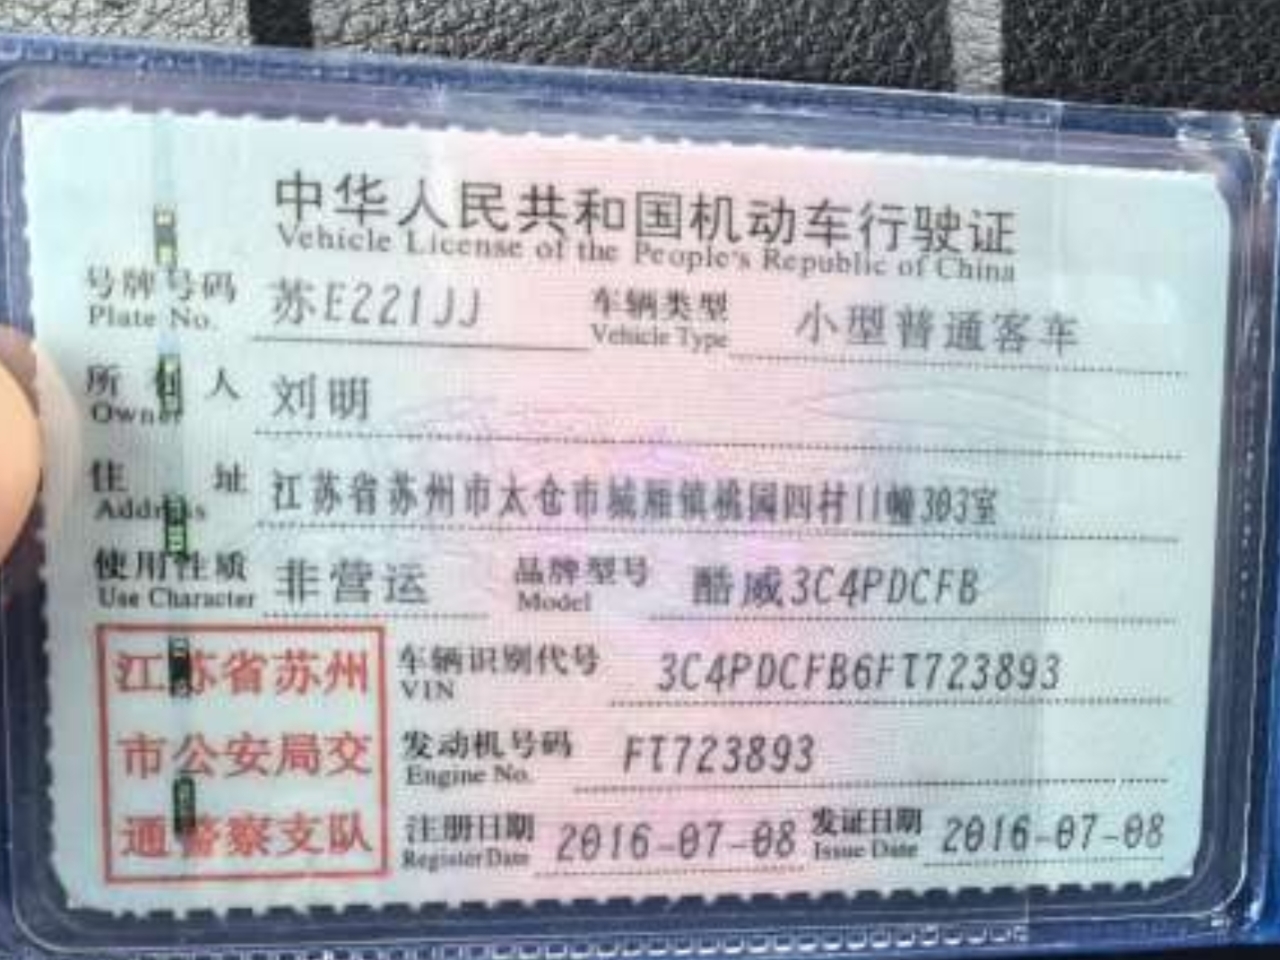 中华人民共和国机动车行驶证
Vehicle License of the People's Republic of China
号牌号码 苏E221JJ 车辆类型 小型普通客车
Plate No. Vehicle Type
所有人 刘明
Owner
住址 江苏省苏州市太仓市城厢镇桃园四村11幢303室
Address
使用性质 非营运 品牌型号 酷威3C4PDCFB
Use Character Model
江苏省苏州
市公安局交
通警察支队
车辆识别代号 3C4PDCFB6FT723893
VIN
发动机号码 FT723893
Engine No.
注册日期 2016-07-08 发证日期 2016-07-08
Register Date Issue Date